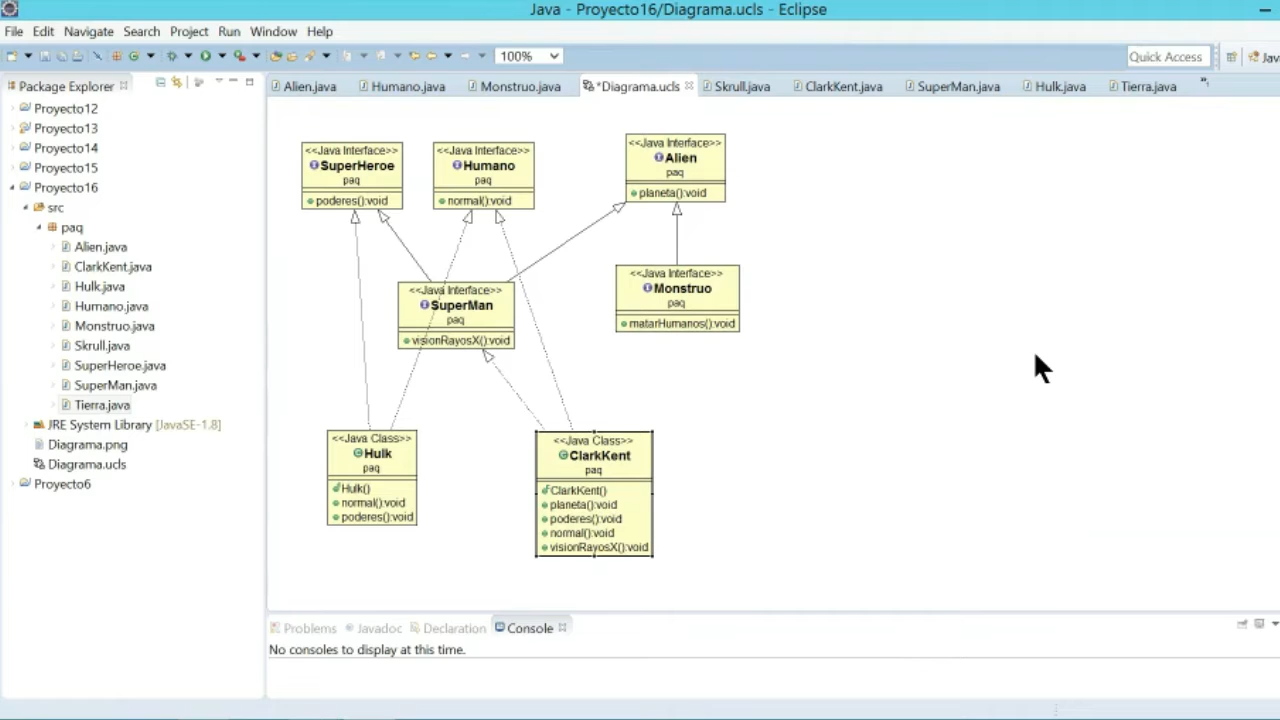 Java - Proyecto16/Diagrama.ucls - Eclipse
File Edit Navigate Search Project Run Window Help
100%
Quick Access
Package Explorer
Alien.java Humano.java Monstruo.java *Diagrama.ucls Skrull.java ClarkKent.java SuperMan.java Hulk.java Tierra.java
Proyecto12
Proyecto13
Proyecto14
Proyecto15
Proyecto16
src
paq
Alien.java
ClarkKent.java
Hulk.java
Humano.java
Monstruo.java
Skrull.java
SuperHeroe.java
SuperMan.java
Tierra.java
JRE System Library [JavaSE-1.8]
Diagrama.png
Diagrama.ucls
Proyecto6
<<Java Interface>>
SuperHeroe
paq
poderes():void
<<Java Interface>>
Humano
paq
normal():void
<<Java Interface>>
Alien
paq
planeta():void
<<Java Interface>>
SuperMan
paq
visionRayosX():void
<<Java Interface>>
Monstruo
paq
matarHumanos():void
<<Java Class>>
Hulk
paq
Hulk()
normal():void
poderes():void
<<Java Class>>
ClarkKent
paq
ClarkKent()
planeta():void
poderes():void
normal():void
visionRayosX():void
Problems Javadoc Declaration Console
No consoles to display at this time.